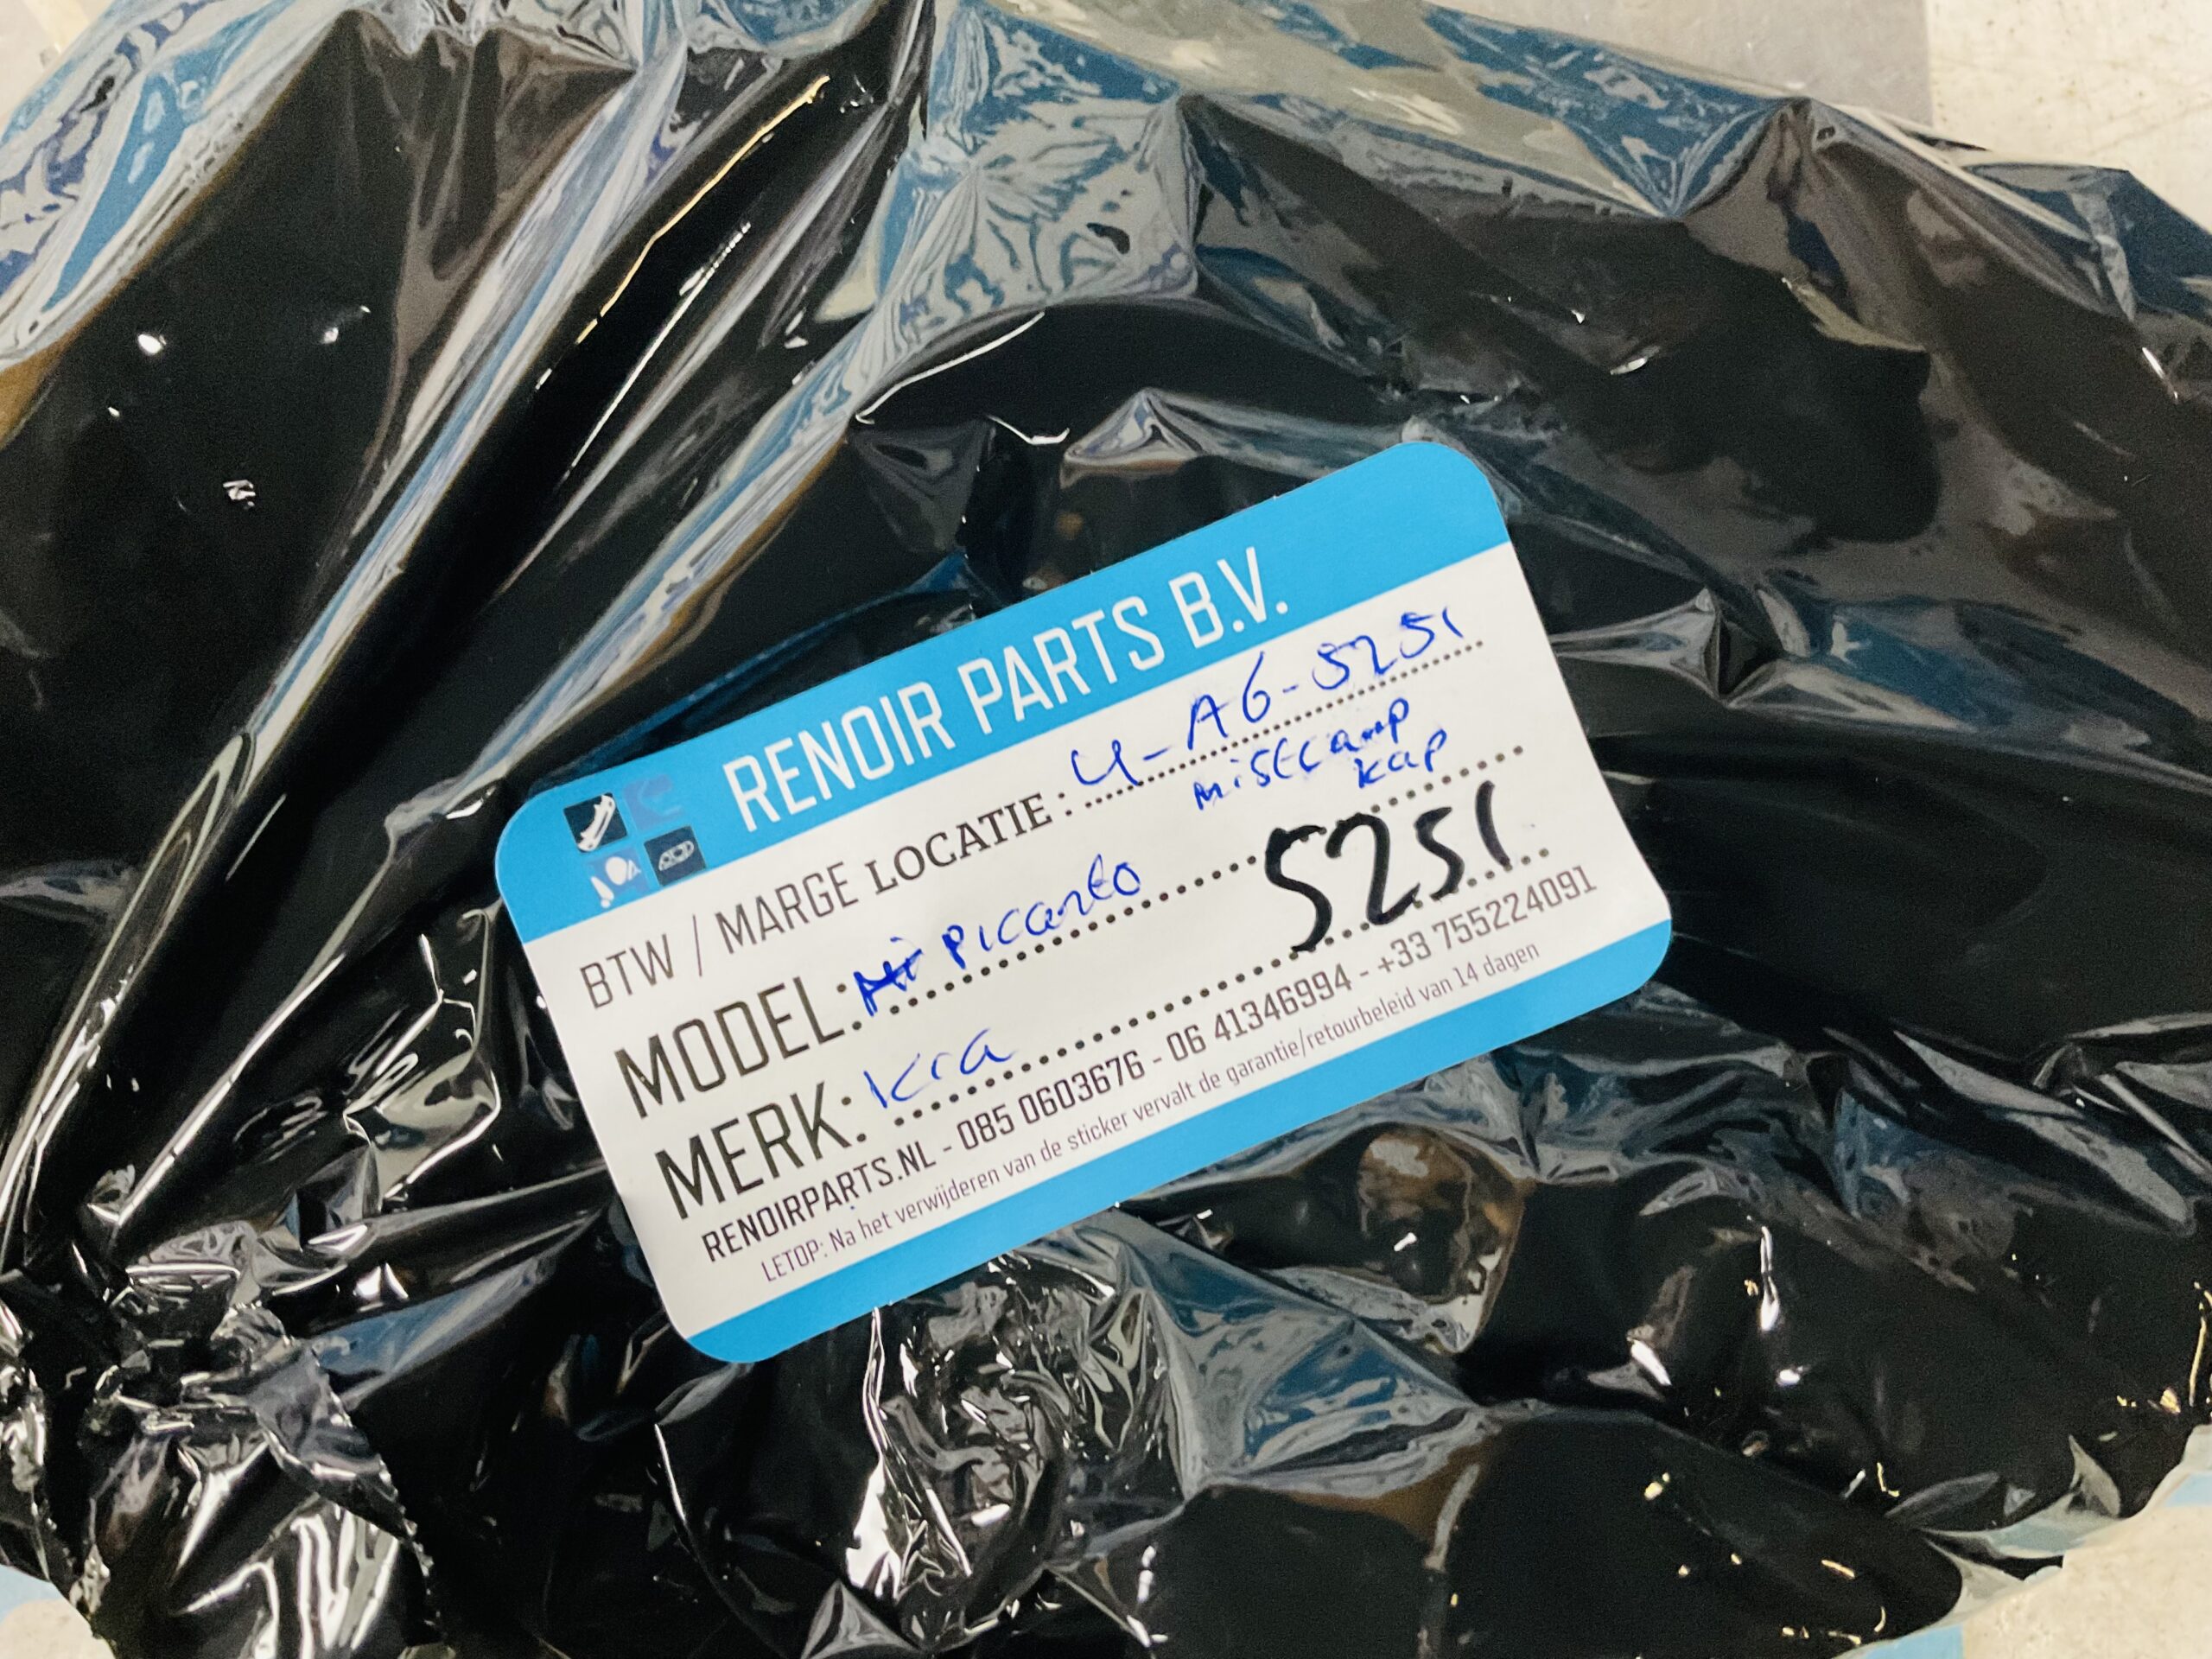 RENOIR PARTS B.V.
BTW / MARGE LOCATIE : U-A6-5251
mistlamp
kap
MODEL: picanto
5251
MERK: Kia
RENOIRPARTS.NL - 085 0603676 - 06 41346994 - +33 755224091
LETOP: Na het verwijderen van de sticker vervalt de garantie/retourbeleid van 14 dagen